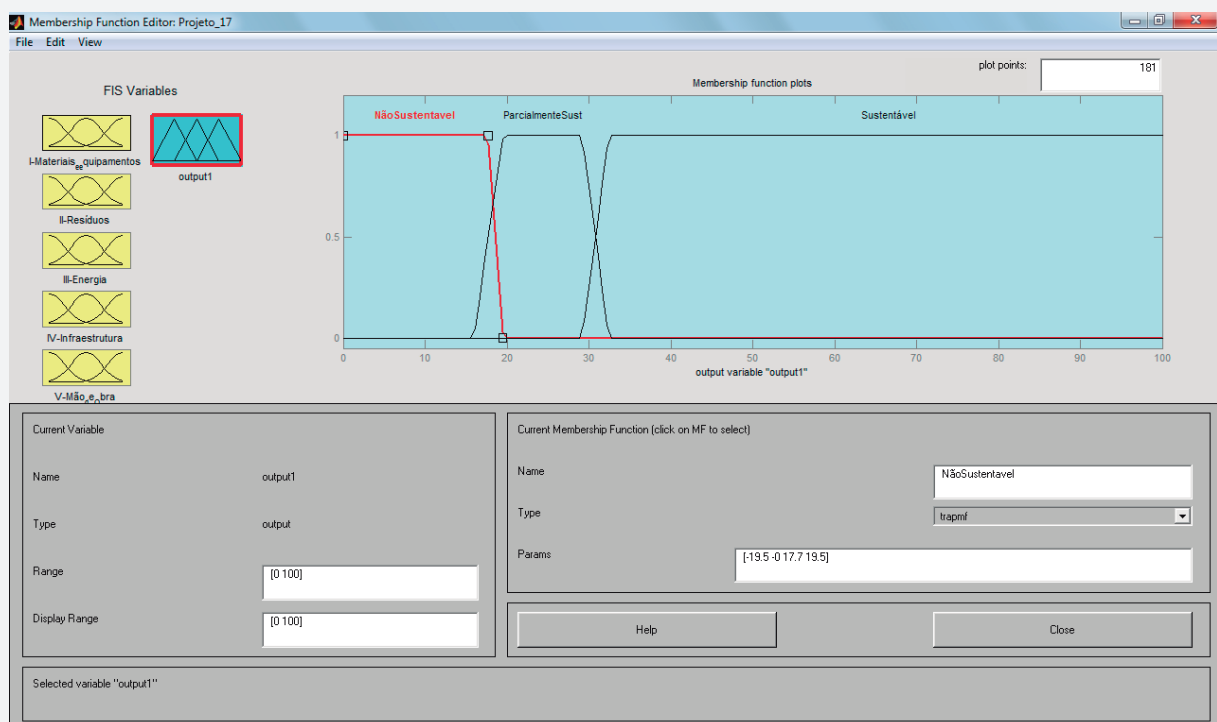 Membership Function Editor: Projeto_17
File Edit View
FIS Variables
I-Materiais_ee quipamentos
II-Resíduos
III-Energia
IV-Infraestrutura
V-Mão_de_Obra
output1
plot points:
181
Membership function plots
NãoSustentavel ParcialmenteSust Sustentável
1
0.5
0
0 10 20 30 40 50 60 70 80 90 100
output variable "output1"
Current Variable
Name output1
Type output
Range [0 100]
Display Range [0 100]
Current Membership Function (click on MF to select)
Name NãoSustentavel
Type trapmf
Params [-19.5 -0 17.7 19.5]
Help Close
Selected variable "output1"